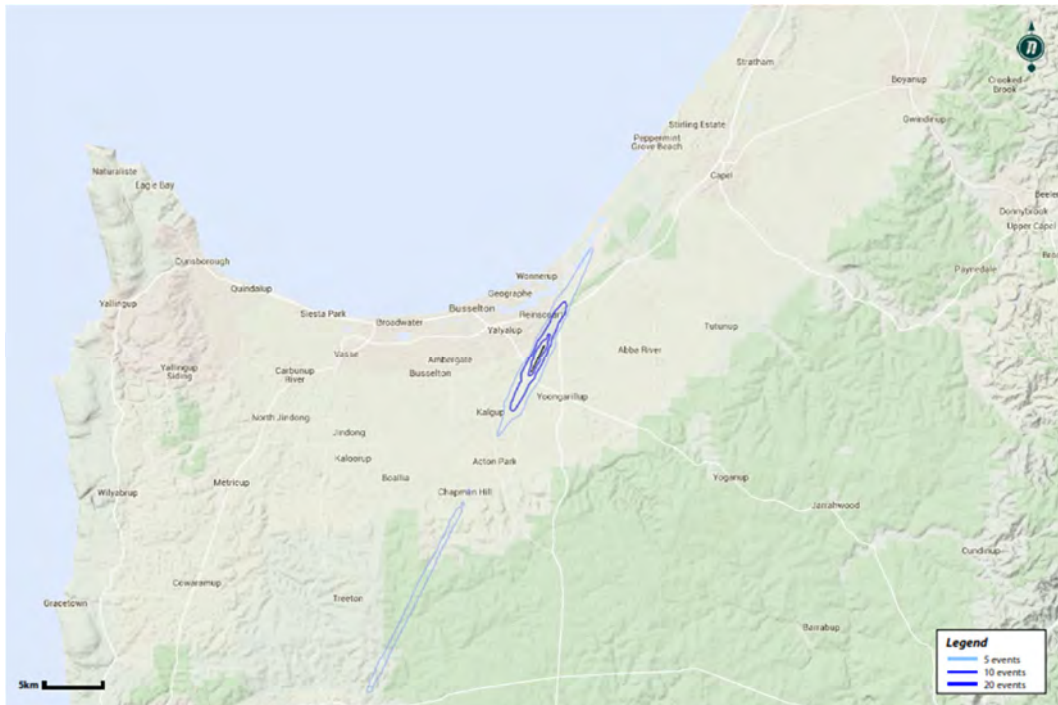 n
Stratham
Boyanup
Crooked
Brook
Gwindinup
Stirling Estate
Peppermint
Grove Beach
Capel
Naturaliste
Eagle Bay
Donnybrook
Upper Capel
Dunsborough
Wonnerup
Paynedale
Quindalup
Geographe
Yallingup
Siesta Park
Busselton
Reinscourt
Broadwater
Yalyalup
Tutunup
Vasse
Abba River
Ambergate
Yallingup
Siding
Carbunup
River
Busselton
Yoongarillup
Kalgup
North Jindong
Jindong
Kaloorup
Acton Park
Boallia
Yoganup
Metricup
Chapman Hill
Wilyabrup
Jarrahwood
Cundinup
Cowaramup
Treeton
Gracetown
Barrabup
Legend
5 events
10 events
20 events
5km